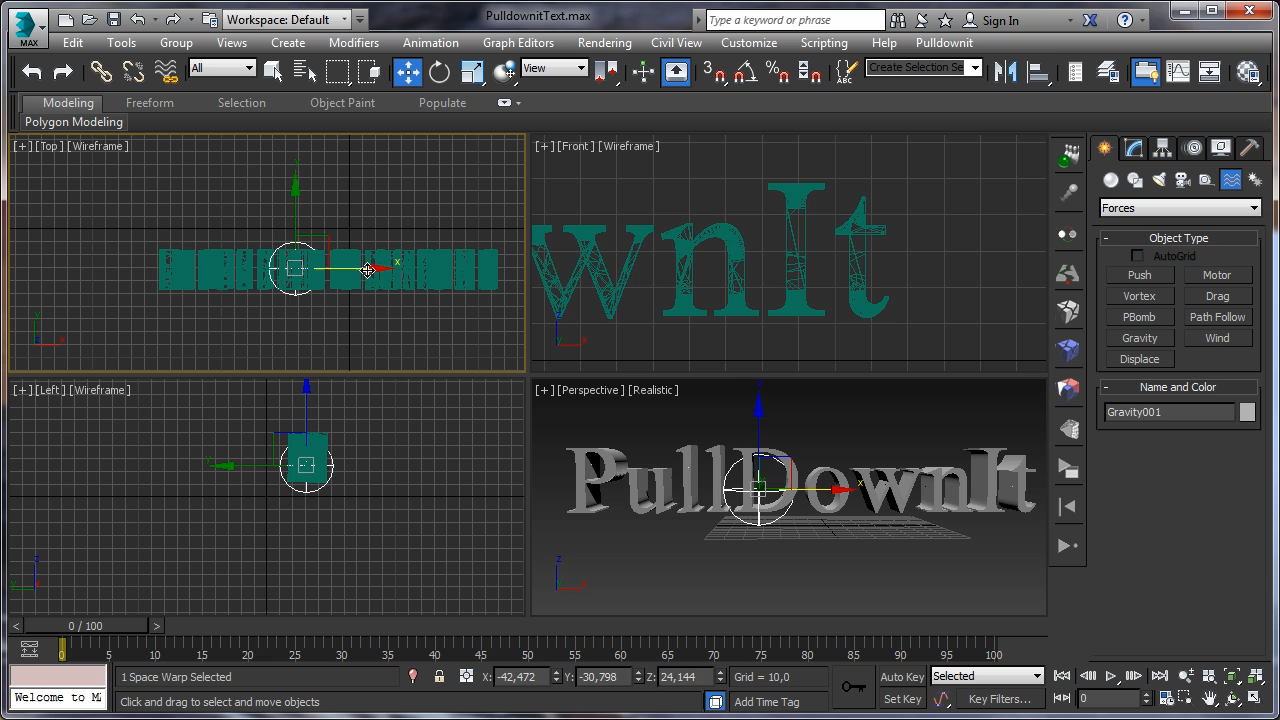 MAX
Workspace: Default
PulldownitText.max
Type a keyword or phrase
Sign In
Edit Tools Group Views Create Modifiers Animation Graph Editors Rendering Civil View Customize Scripting Help Pulldownit
All
View
3
%
ABC
Create Selection Se
Modeling Freeform Selection Object Paint Populate
Polygon Modeling
[+][Top][Wireframe]
[+][Front][Wireframe]
Y
x
y
z
x
wnIt
z
x
Forces
- Object Type
AutoGrid
Push Motor
Vortex Drag
PBomb Path Follow
Gravity Wind
Displace
- Name and Color
Gravity001
[+][Left][Wireframe]
[+][Perspective][Realistic]
PullDownIt
x
y
z
y
z
x
< 0 / 100 >
0 5 10 15 20 25 30 35 40 45 50 55 60 65 70 75 80 85 90 95 100
1 Space Warp Selected
X: -42,472 Y: -30,798 Z: 24,144
Grid = 10,0
Auto Key
Selected
Welcome to M
Click and drag to select and move objects
Add Time Tag
Set Key
Key Filters...
0